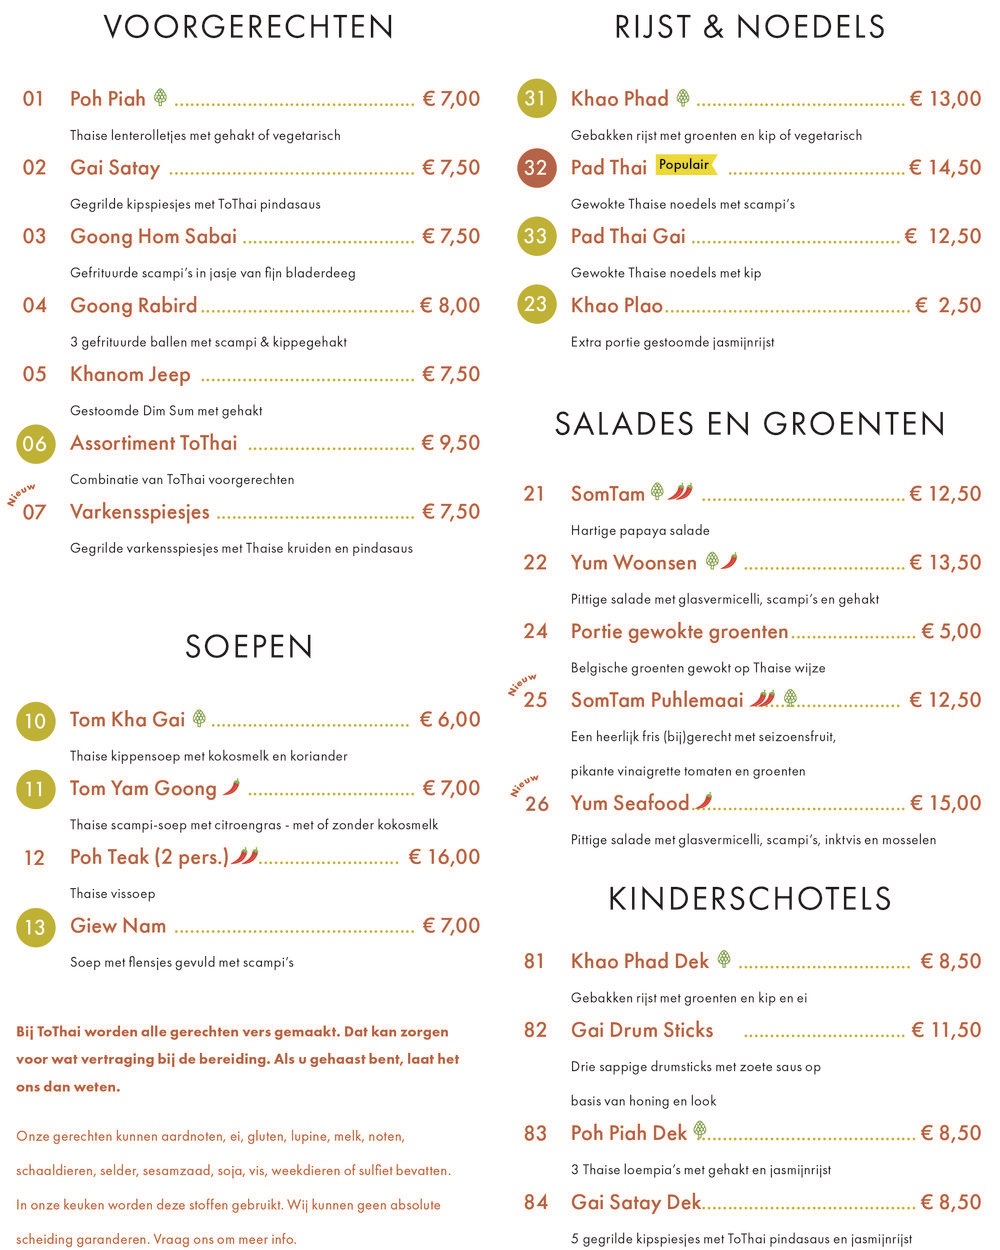 VOORGERECHTEN
01 Poh Piah € 7,00
Thaise lenterolletjes met gehakt of vegetarisch
02 Gai Satay € 7,50
Gegrilde kipspiesjes met ToThai pindasaus
03 Goong Hom Sabai € 7,50
Gefrituurde scampi's in jasje van fijn bladerdeeg
04 Goong Rabird € 8,00
3 gefrituurde ballen met scampi & kippegehakt
05 Khanom Jeep € 7,50
Gestoomde Dim Sum met gehakt
06 Assortiment ToThai € 9,50
Combinatie van ToThai voorgerechten
Nieuw
07 Varkensspiesjes € 7,50
Gegrilde varkensspiesjes met Thaise kruiden en pindasaus
SOEPEN
10 Tom Kha Gai € 6,00
Thaise kippensoep met kokosmelk en koriander
11 Tom Yam Goong € 7,00
Thaise scampi-soep met citroengras - met of zonder kokosmelk
12 Poh Teak (2 pers.) € 16,00
Thaise vissoep
13 Giew Nam € 7,00
Soep met flensjes gevuld met scampi's
Bij ToThai worden alle gerechten vers gemaakt. Dat kan zorgen
voor wat vertraging bij de bereiding. Als u gehaast bent, laat het
ons dan weten.
Onze gerechten kunnen aardnoten, ei, gluten, lupine, melk, noten,
schaaldieren, selder, sesamzaad, soja, vis, weekdieren of sulfiet bevatten.
In onze keuken worden deze stoffen gebruikt. Wij kunnen geen absolute
scheiding garanderen. Vraag ons om meer info.
RIJST & NOEDELS
31 Khao Phad € 13,00
Gebakken rijst met groenten en kip of vegetarisch
32 Pad Thai Populair € 14,50
Gewokte Thaise noedels met scampi's
33 Pad Thai Gai € 12,50
Gewokte Thaise noedels met kip
23 Khao Plao € 2,50
Extra portie gestoomde jasmijnrijst
SALADES EN GROENTEN
21 SomTam € 12,50
Hartige papaya salade
22 Yum Woonsen € 13,50
Pittige salade met glasvermicelli, scampi's en gehakt
24 Portie gewokte groenten € 5,00
Belgische groenten gewokt op Thaise wijze
Nieuw
25 SomTam Puhlemaai € 12,50
Een heerlijk fris (bij)gerecht met seizoensfruit,
pikante vinaigrette tomaten en groenten
Nieuw
26 Yum Seafood € 15,00
Pittige salade met glasvermicelli, scampi's, inktvis en mosselen
KINDERSCHOTELS
81 Khao Phad Dek € 8,50
Gebakken rijst met groenten en kip en ei
82 Gai Drum Sticks € 11,50
Drie sappige drumsticks met zoete saus op
basis van honing en look
83 Poh Piah Dek € 8,50
3 Thaise loempia's met gehakt en jasmijnrijst
84 Gai Satay Dek € 8,50
5 gegrilde kipspiesjes met ToThai pindasaus en jasmijnrijst